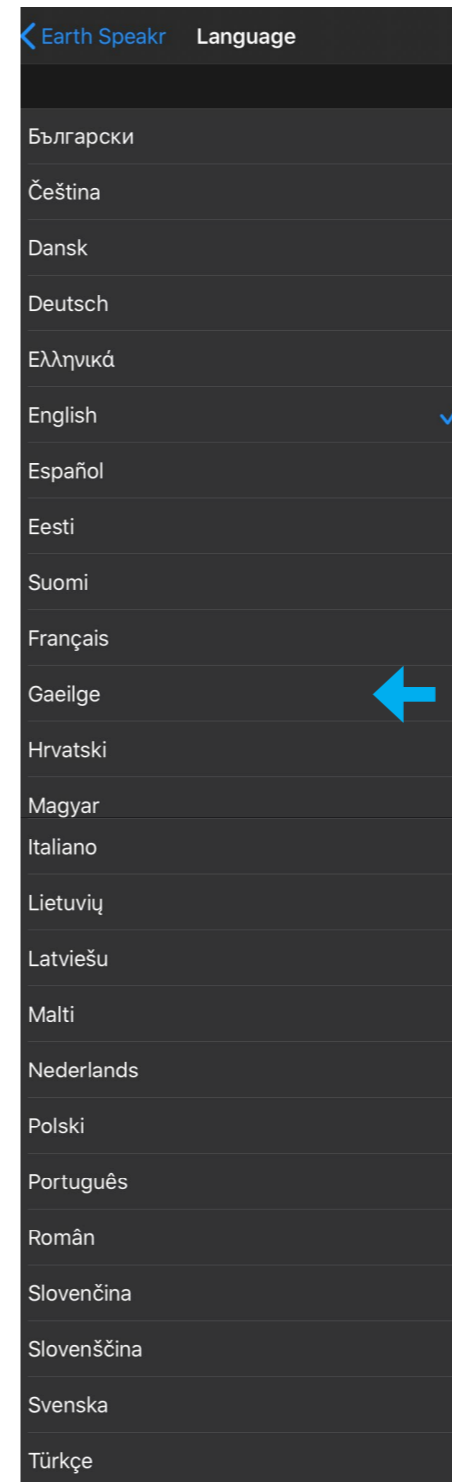 Earth Speakr Language
Български
Čeština
Dansk
Deutsch
Ελληνικά
English
Español
Eesti
Suomi
Français
Gaeilge
Hrvatski
Magyar
Italiano
Lietuvių
Latviešu
Malti
Nederlands
Polski
Português
Român
Slovenčina
Slovenščina
Svenska
Türkçe